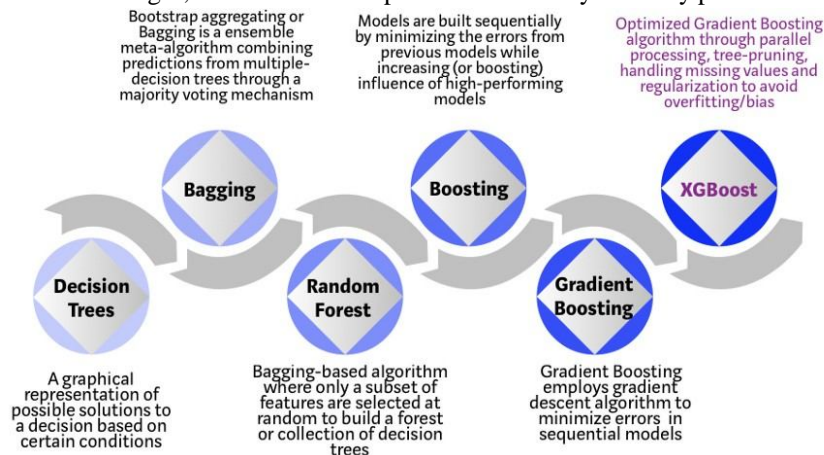 Bootstrap aggregating or
Bagging is a ensemble
meta-algorithm combining
predictions from multiple-
decision trees through a
majority voting mechanism
Models are built sequentially
by minimizing the errors from
previous models while
increasing (or boosting)
influence of high-performing
models
Optimized Gradient Boosting
algorithm through parallel
processing, tree-pruning,
handling missing values and
regularization to avoid
overfitting/bias
Bagging
Boosting
XGBoost
Decision
Trees
Random
Forest
Gradient
Boosting
A graphical
representation of
possible solutions to
a decision based on
certain conditions
Bagging-based algorithm
where only a subset of
features are selected at
random to build a forest
or collection of decision
trees
Gradient Boosting
employs gradient
descent algorithm to
minimize errors in
sequential models